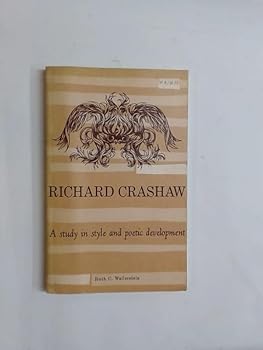 RICHARD CRASHAW
A study in style and poetic development
Ruth C. Wallerstein